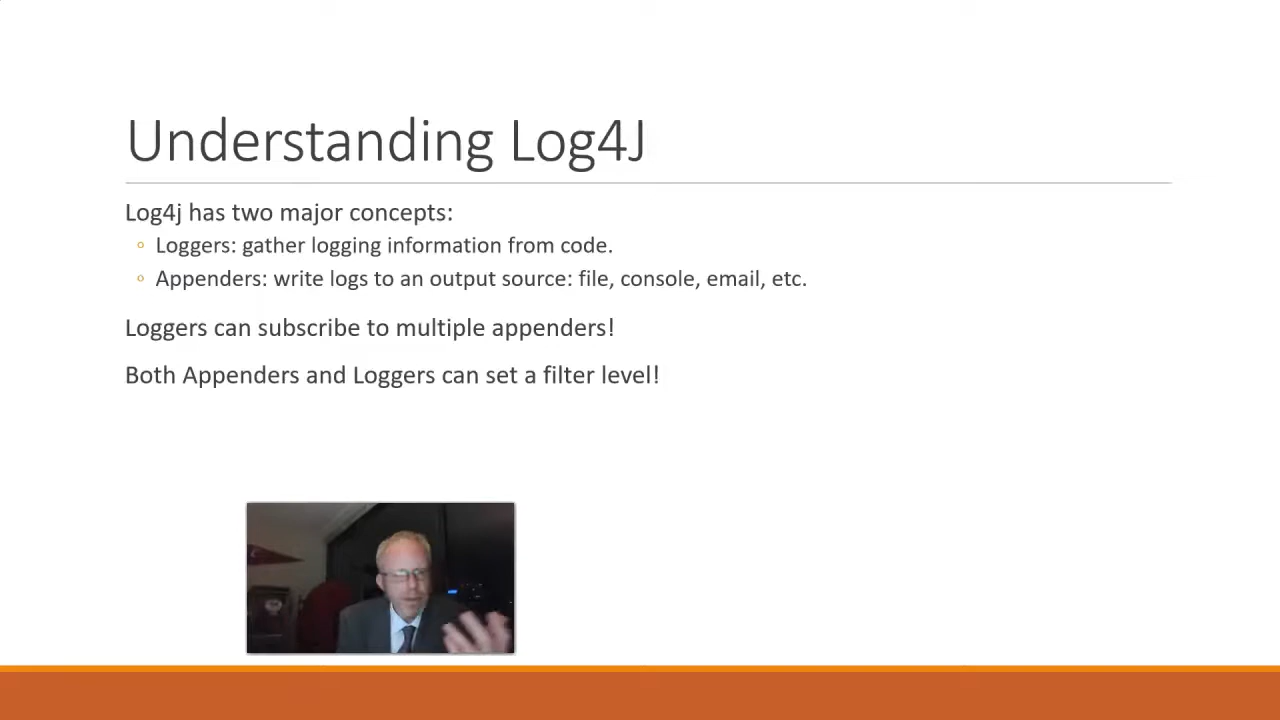 Understanding Log4J
Log4j has two major concepts:
Loggers: gather logging information from code.
Appenders: write logs to an output source: file, console, email, etc.
Loggers can subscribe to multiple appenders!
Both Appenders and Loggers can set a filter level!